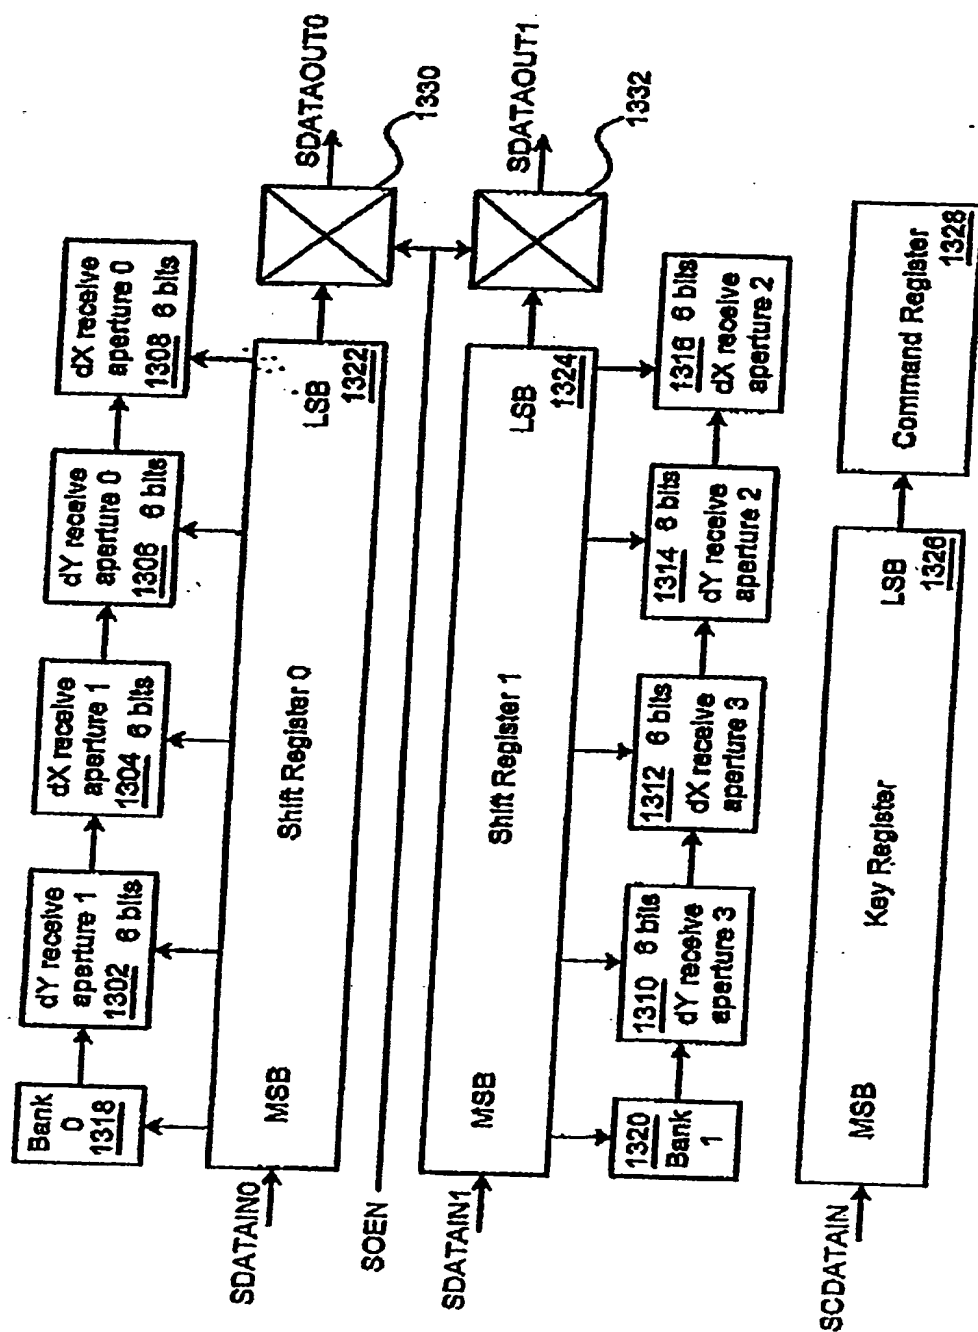 Bank
0
1318
dY receive
aperture 1
1302 6 bits
dX receive
aperture 1
1304 6 bits
dY receive
aperture 0
1306 6 bits
dX receive
aperture 0
1308 6 bits
SDATAIN0
MSB
Shift Register 0
LSB
1322
SDATAOUT0
1330
SOEN
SDATAIN1
MSB
Shift Register 1
LSB
1324
SDATAOUT1
1332
1320
Bank
1
1310 6 bits
dY receive
aperture 3
1312 6 bits
dX receive
aperture 3
1314 6 bits
dY receive
aperture 2
1316 6 bits
dX receive
aperture 2
SCDATAIN
MSB
Key Register
LSB
1326
Command Register
1328